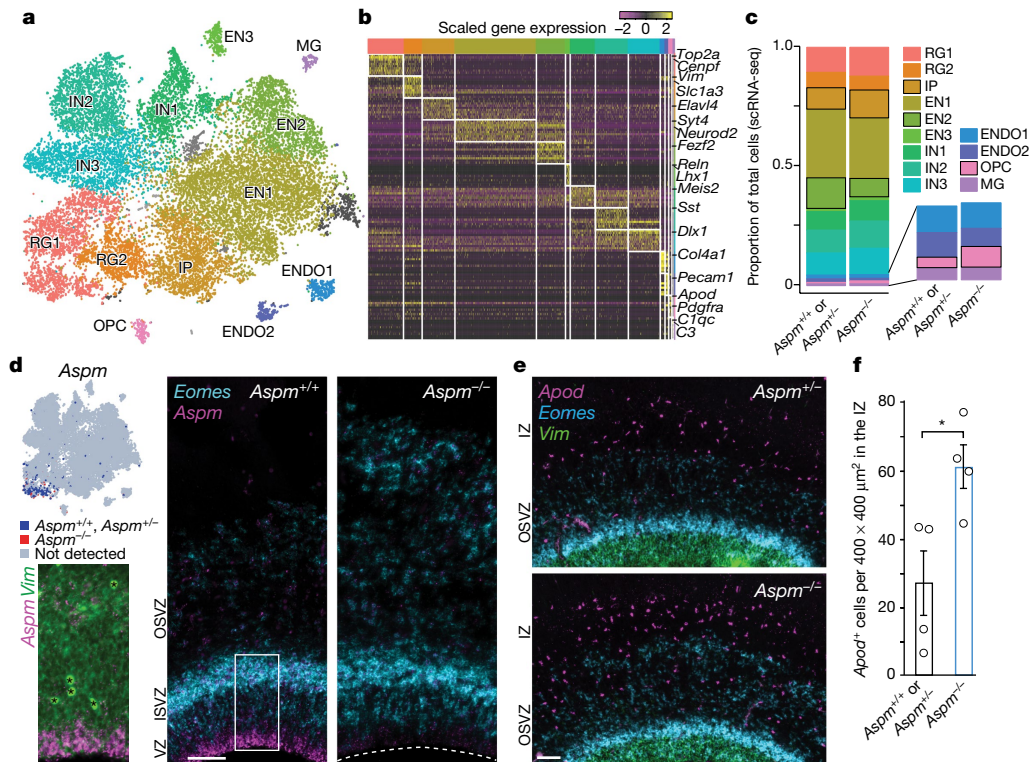 a
EN3
MG
IN2
IN1
EN2
IN3
EN1
RG1
RG2
IP
ENDO1
ENDO2
OPC
b
Scaled gene expression
−2 0 2
Top2a
Cenpf
Vim
Slc1a3
Elavl4
Syt4
Neurod2
Fezf2
Reln
Lhx1
Meis2
Sst
Dlx1
Col4a1
Pecam1
Apod
Pdgfra
C1qc
C3
c
Proportion of total cells (scRNA-seq)
1.0
0.5
0
RG1
RG2
IP
EN1
EN2
EN3
IN1
IN2
IN3
ENDO1
ENDO2
OPC
MG
Aspm+/+ or
Aspm+/−
Aspm−/−
Aspm+/+ or
Aspm+/−
Aspm−/−
d
Aspm
Aspm+/+, Aspm+/−
Aspm−/−
Not detected
Aspm Vim
Eomes
Aspm
Aspm+/+
Aspm−/−
OSVZ
ISVZ
VZ
e
Apod
Eomes
Vim
Aspm+/−
IZ
OSVZ
Aspm−/−
IZ
OSVZ
f
Apod+ cells per 400 × 400 μm2 in the IZ
80
60
40
20
0
*
Aspm+/+ or
Aspm+/−
Aspm−/−